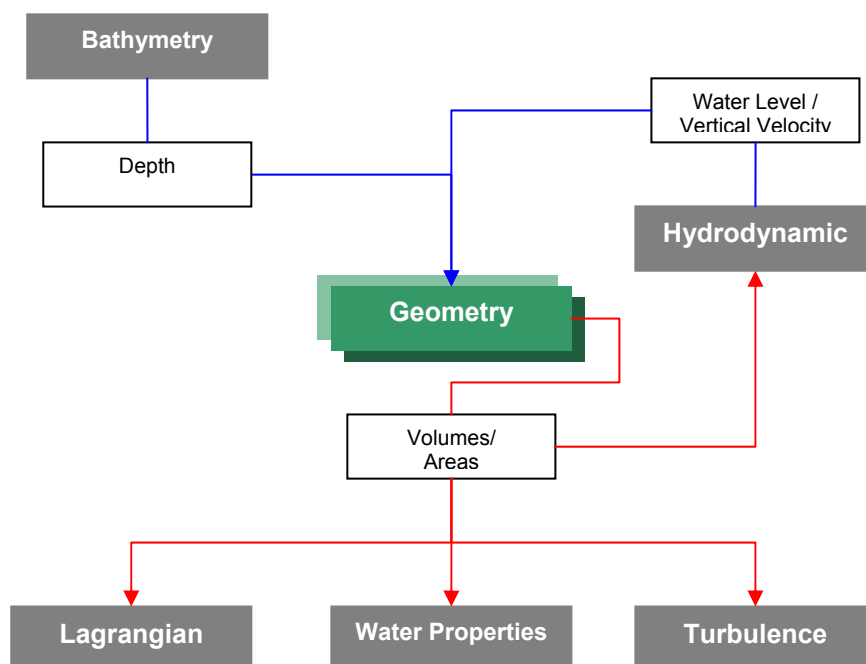 Bathymetry
Water Level /
Vertical Velocity
Depth
Hydrodynamic
Geometry
Volumes/
Areas
Lagrangian
Water Properties
Turbulence